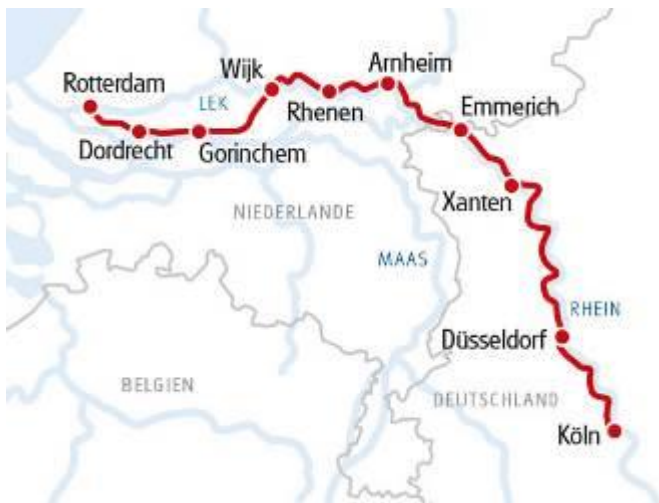 Arnheim
Wijk
Rotterdam
LEK
Rhenen
Emmerich
Dordrecht
Gorinchem
Xanten
NIEDERLANDE
MAAS
RHEIN
Düsseldorf
BELGIEN
DEUTSCHLAND
Köln